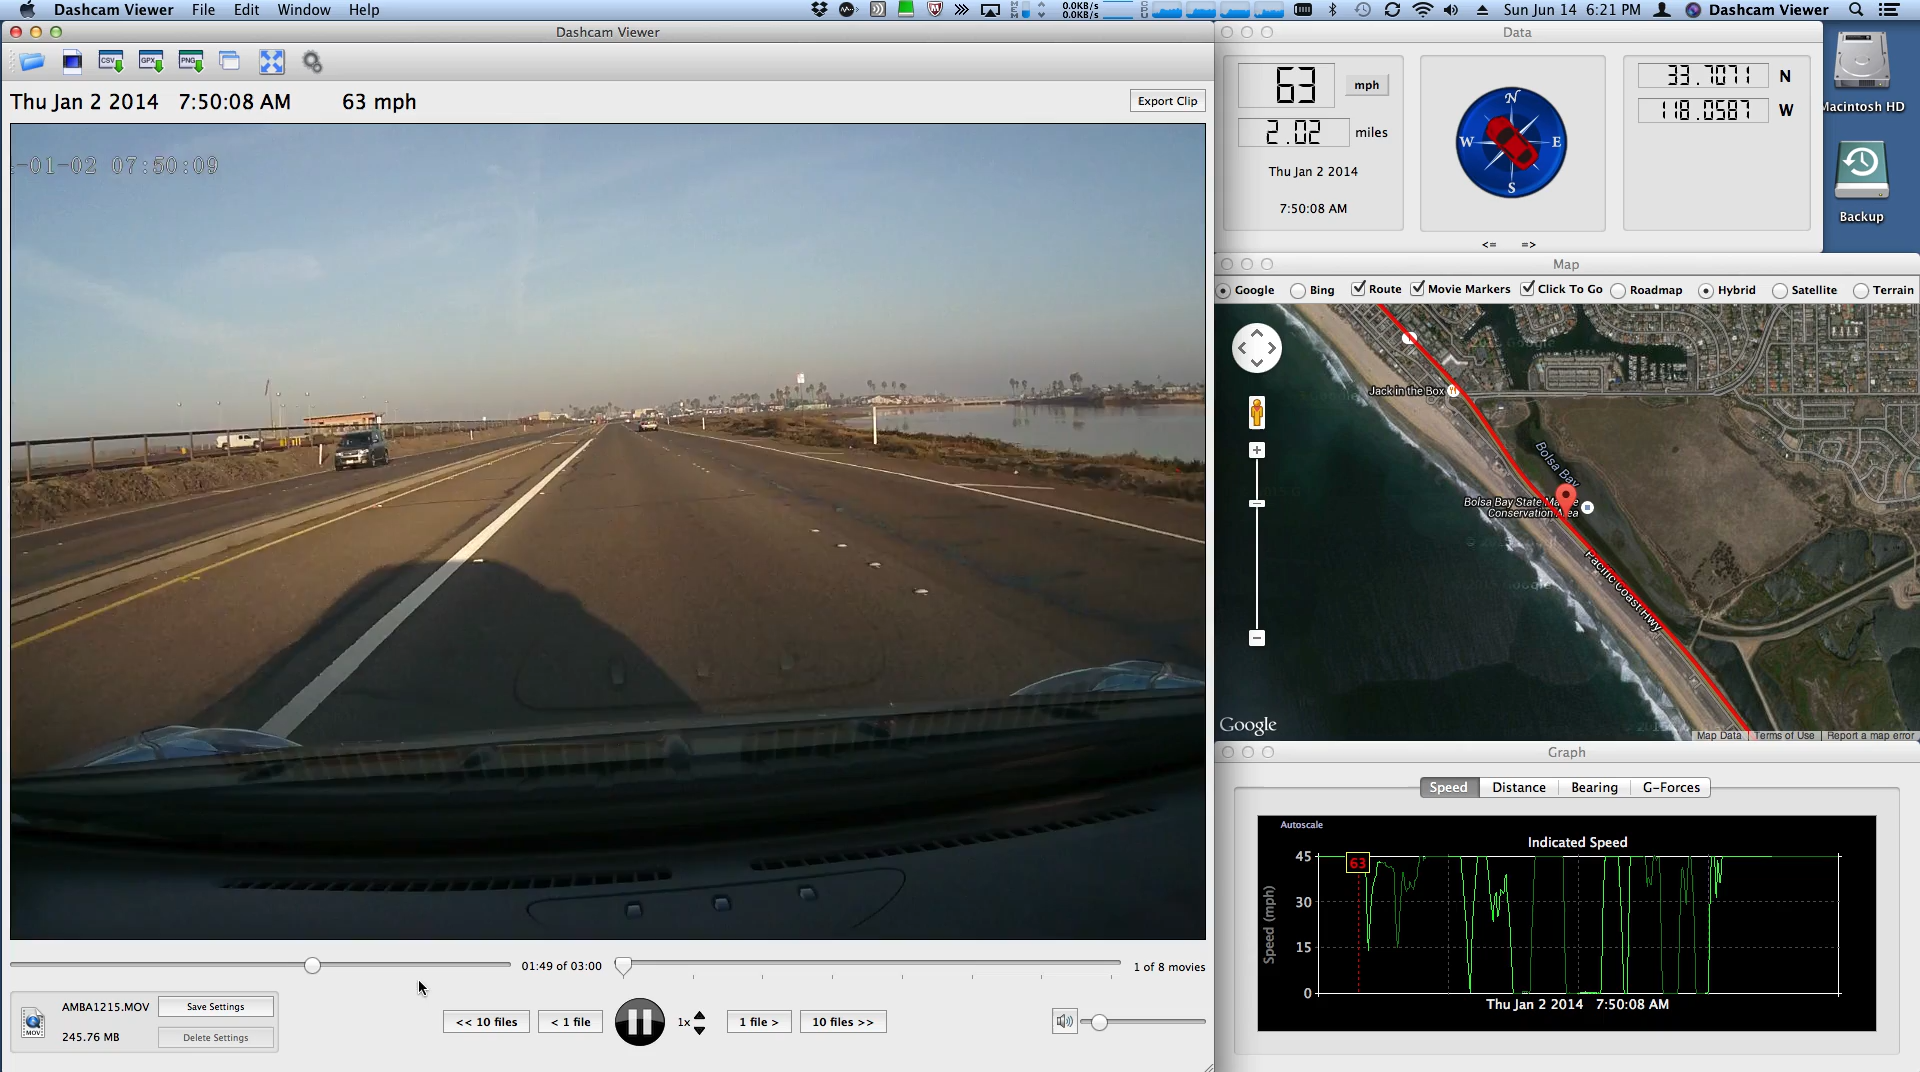 Dashcam Viewer File Edit Window Help
0.0KB/s
0.0KB/s
Sun Jun 14 6:21 PM Dashcam Viewer
Dashcam Viewer
CSV GPX PNG
Thu Jan 2 2014 7:50:08 AM 63 mph
Export Clip
-01-02 07:50:09
01:49 of 03:00
1 of 8 movies
AMBA1215.MOV
Save Settings
MOV
245.76 MB
Delete Settings
<< 10 files
< 1 file
1x
1 file >
10 files >>
Data
63 mph
2.02 miles
Thu Jan 2 2014
7:50:08 AM
N
W E
S
<= =>
33.7071 N
118.0587 W
Macintosh HD
Backup
Map
Google Bing Route Movie Markers Click To Go Roadmap Hybrid Satellite Terrain
Jack in the Box
Bolsa Bay
Bolsa Bay State Ma
Conservation Area
Pacific Coast Hwy
Google
Map Data Terms of Use Report a map error
Graph
Speed Distance Bearing G-Forces
Autoscale
Indicated Speed
63
45
30
15
0
Speed (mph)
Thu Jan 2 2014 7:50:08 AM